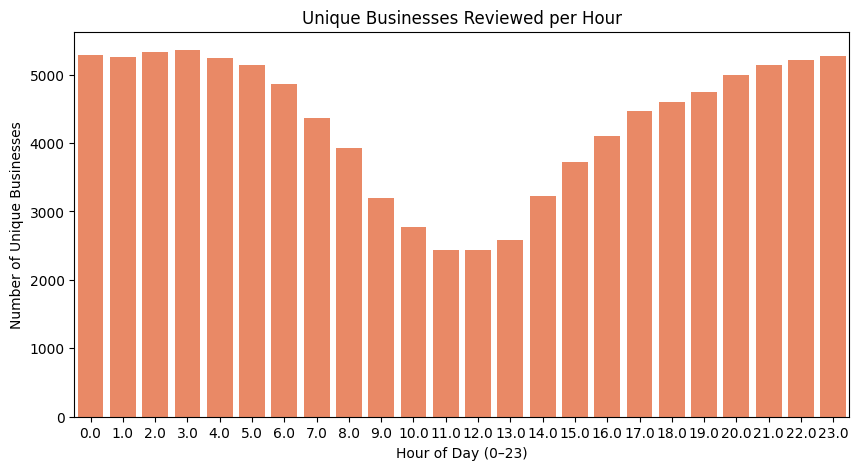 Unique Businesses Reviewed per Hour
Number of Unique Businesses
5000
4000
3000
2000
1000
0
0.0 1.0 2.0 3.0 4.0 5.0 6.0 7.0 8.0 9.0 10.0 11.0 12.0 13.0 14.0 15.0 16.0 17.0 18.0 19.0 20.0 21.0 22.0 23.0
Hour of Day (0–23)